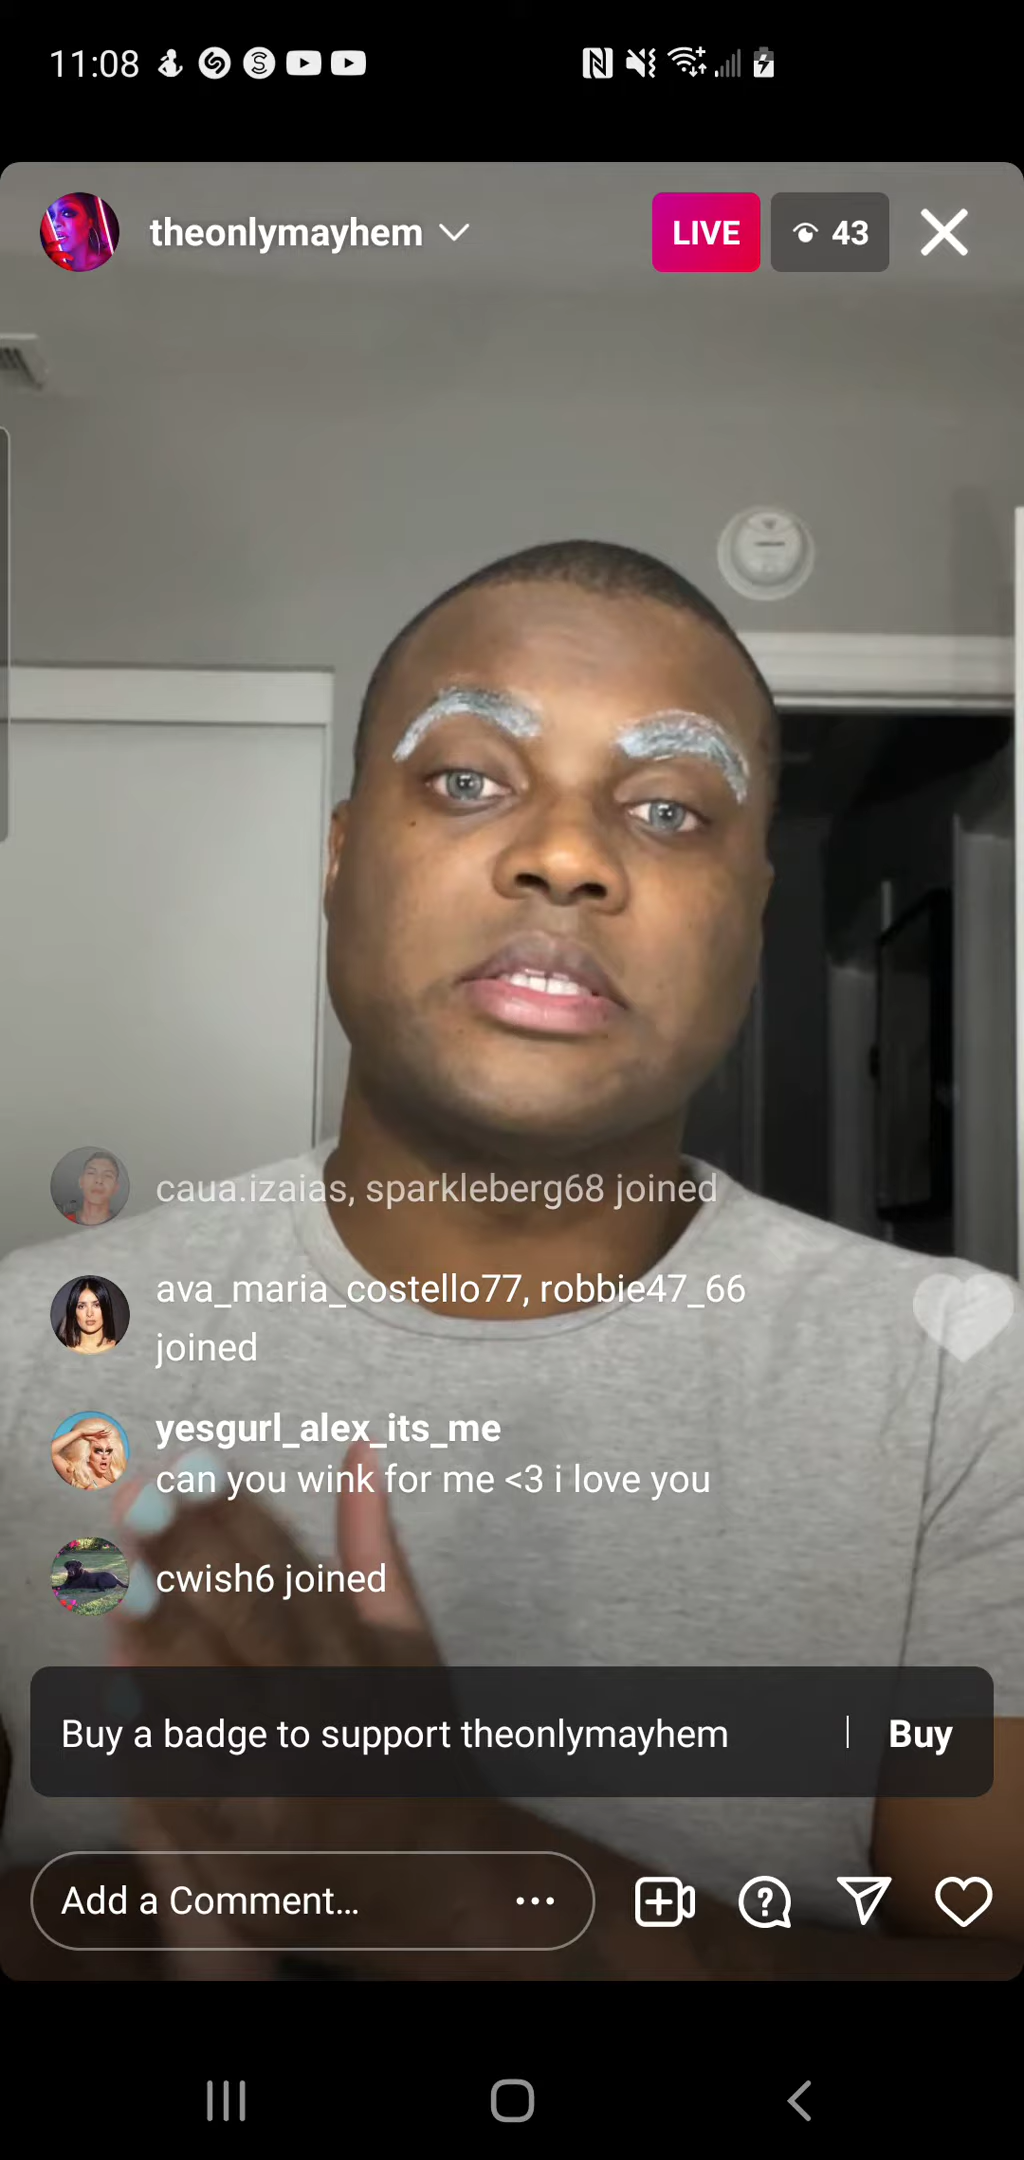 11:08
theonlymayhem
LIVE
43
caua.izaias, sparkleberg68 joined
ava_maria_costello77, robbie47_66
joined
yesgurl_alex_its_me
can you wink for me <3 i love you
cwish6 joined
Buy a badge to support theonlymayhem | Buy
Add a Comment...